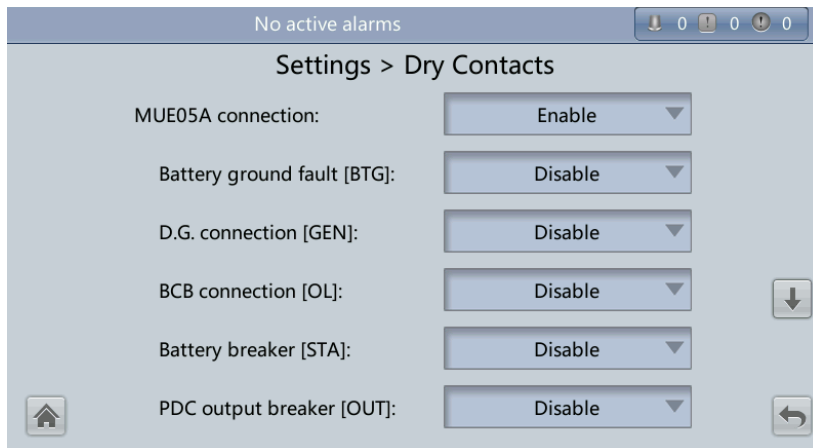 No active alarms
0 0 0
Settings > Dry Contacts
MUE05A connection: Enable
Battery ground fault [BTG]: Disable
D.G. connection [GEN]: Disable
BCB connection [OL]: Disable
Battery breaker [STA]: Disable
PDC output breaker [OUT]: Disable